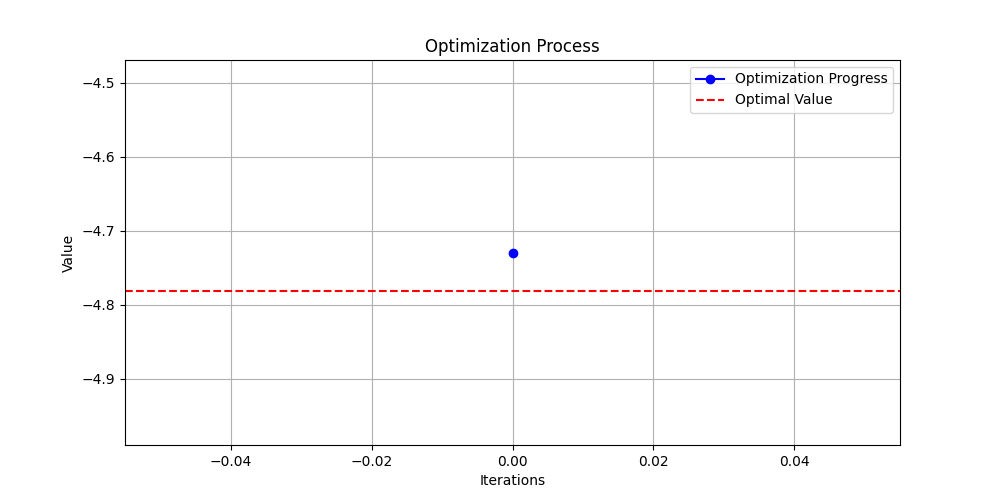 Optimization Process
Optimization Progress
Optimal Value
Value
−4.5
−4.6
−4.7
−4.8
−4.9
−0.04 −0.02 0.00 0.02 0.04
Iterations